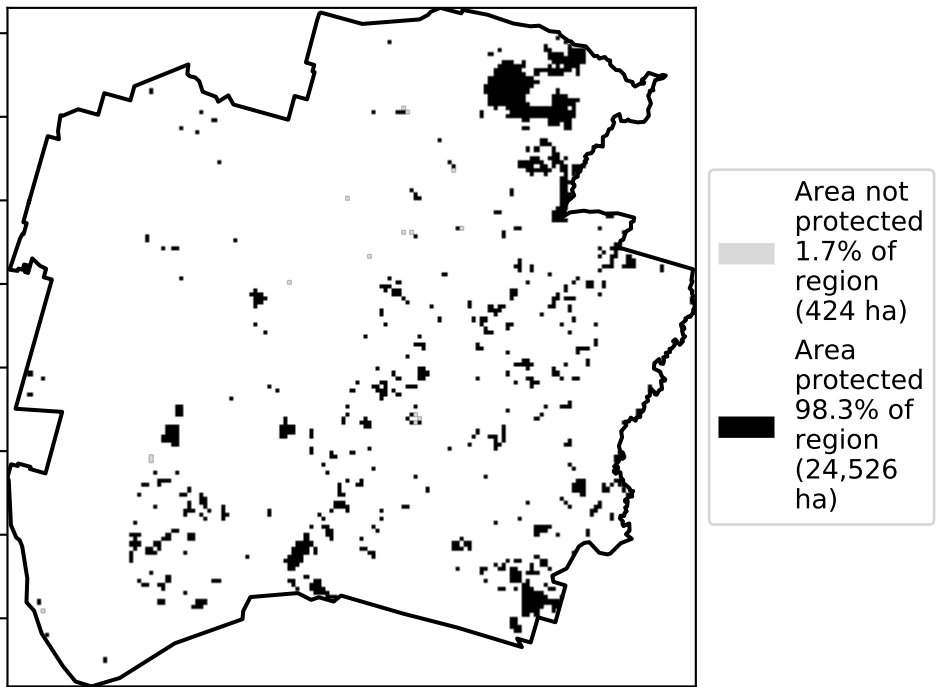 Area not
protected
1.7% of
region
(424 ha)
Area
protected
98.3% of
region
(24,526
ha)